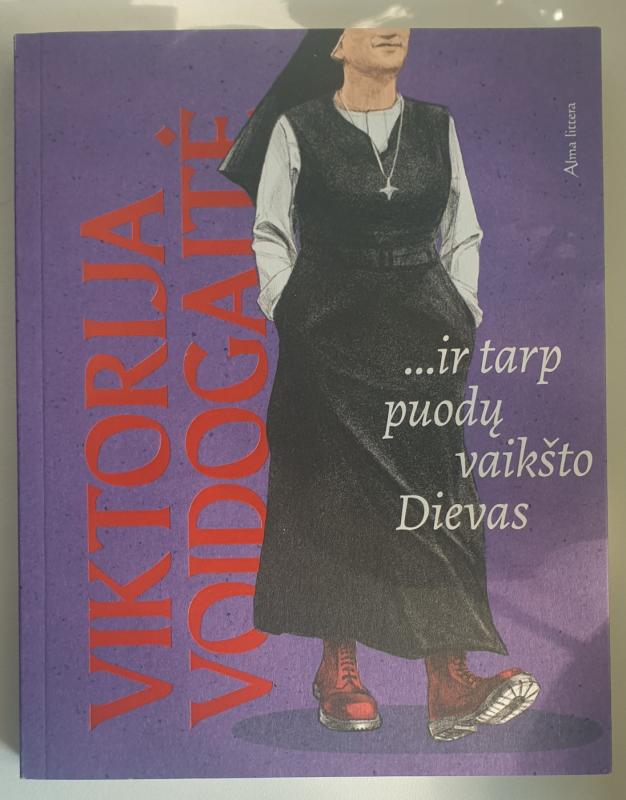 VIKTORIJA
VOIDOGAITĖ
...ir tarp
puodų
vaikšto
Dievas
Alma littera